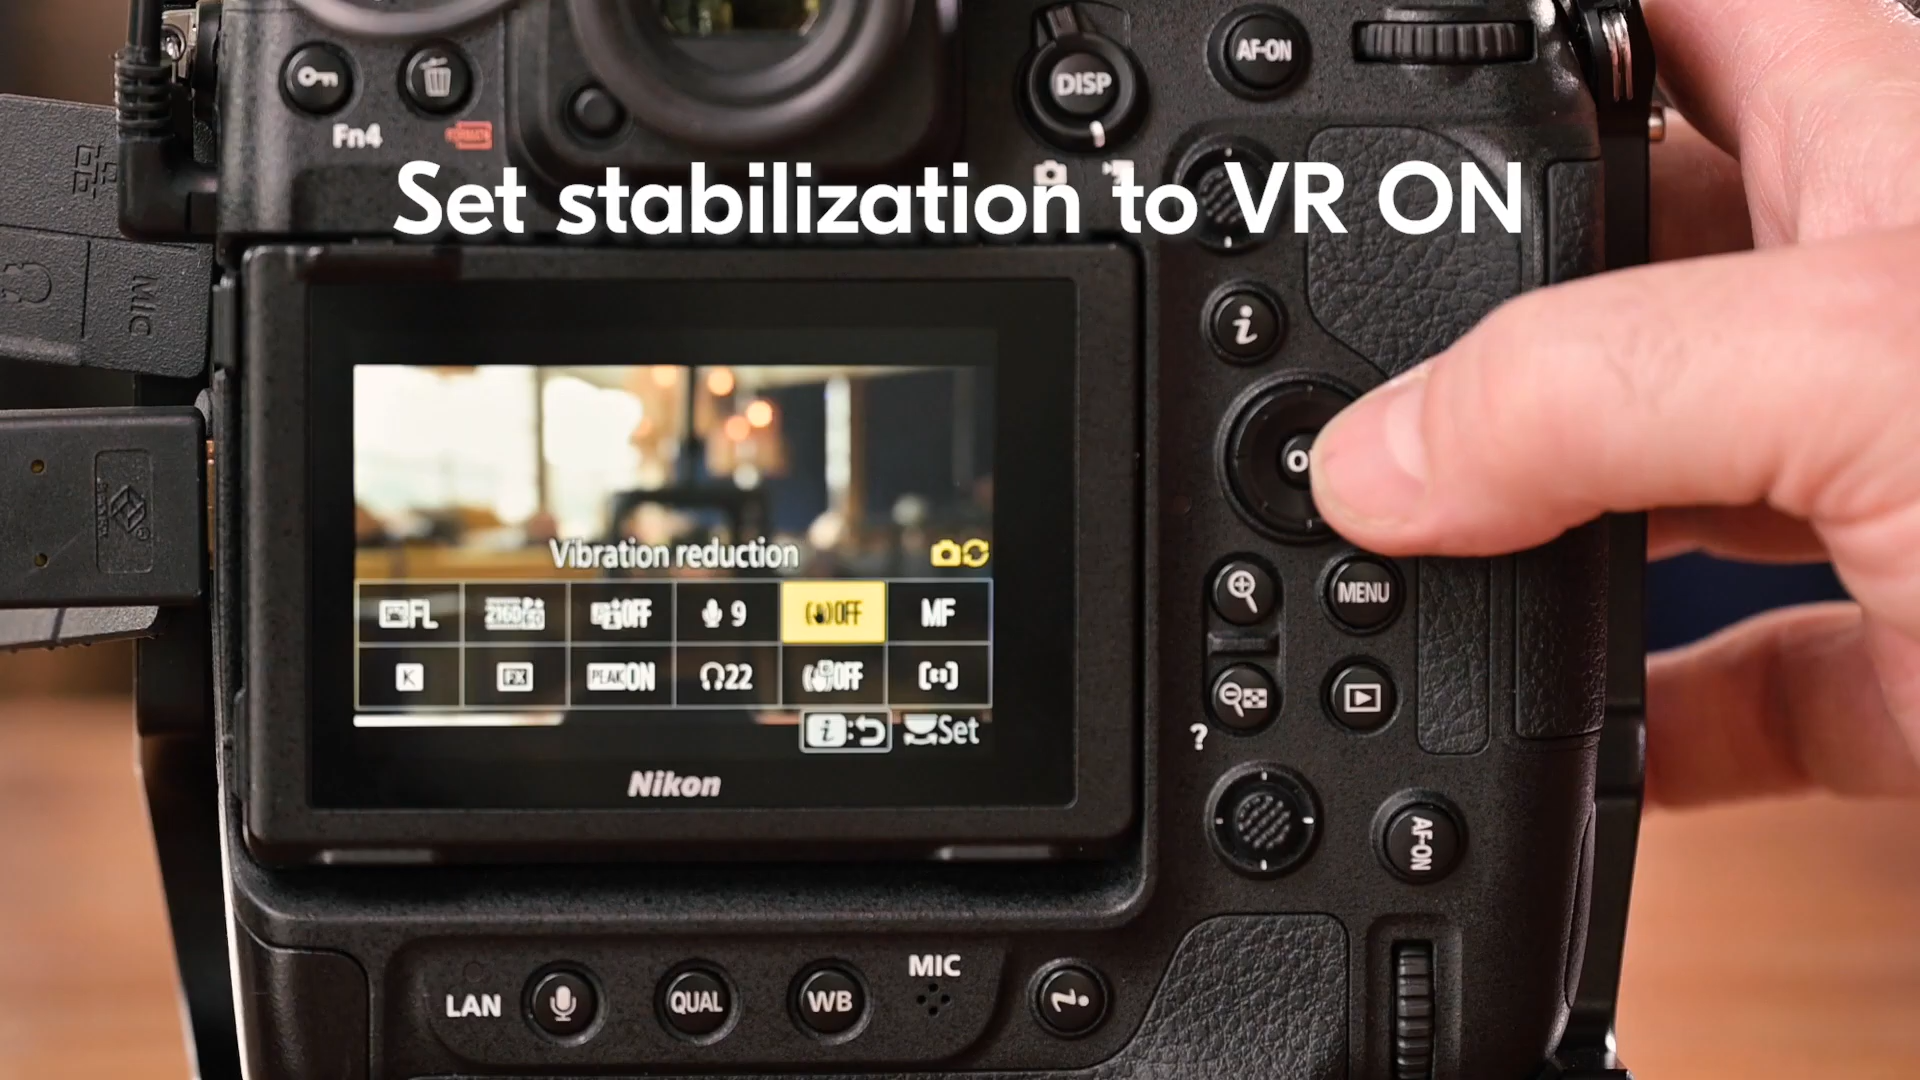 AF-ON
DISP
Fn4
Set stabilization to VR ON
MIC
Vibration reduction
FL
OFF
9
OFF
MF
K
FX
PEAK ON
22
OFF
i
Set
Nikon
i
MENU
?
AF-ON
LAN
QUAL
WB
MIC
i